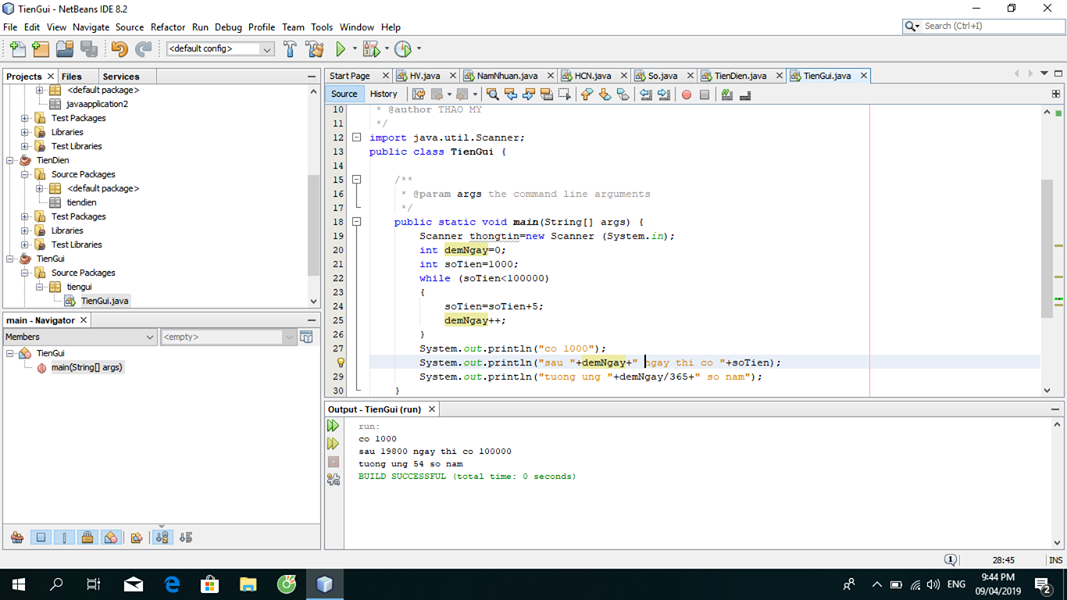 TienGui - NetBeans IDE 8.2
File Edit View Navigate Source Refactor Run Debug Profile Team Tools Window Help
Search (Ctrl+I)
<default config>
Projects Files Services
<default package>
javaapplication2
Test Packages
Libraries
Test Libraries
TienDien
Source Packages
<default package>
tiendien
Test Packages
Libraries
Test Libraries
TienGui
Source Packages
tiengui
TienGui.java
main - Navigator
Members <empty>
TienGui
main(String[] args)
Start Page HV.java NamNhuan.java HCN.java So.java TienDien.java TienGui.java
Source History
10 * @author THAO MY
11 */
12 import java.util.Scanner;
13 public class TienGui {
14
15 /**
16 * @param args the command line arguments
17 */
18 public static void main(String[] args) {
19 Scanner thongtin=new Scanner (System.in);
20 int demNgay=0;
21 int soTien=1000;
22 while (soTien<100000)
23 {
24 soTien=soTien+5;
25 demNgay++;
26 }
27 System.out.println("co 1000");
28 System.out.println("sau "+demNgay+" ngay thi co "+soTien);
29 System.out.println("tuong ung "+demNgay/365+" so nam");
30 }
Output - TienGui (run)
run:
co 1000
sau 19800 ngay thi co 100000
tuong ung 54 so nam
BUILD SUCCESSFUL (total time: 0 seconds)
1 28:45 INS
ENG 9:44 PM
09/04/2019
2